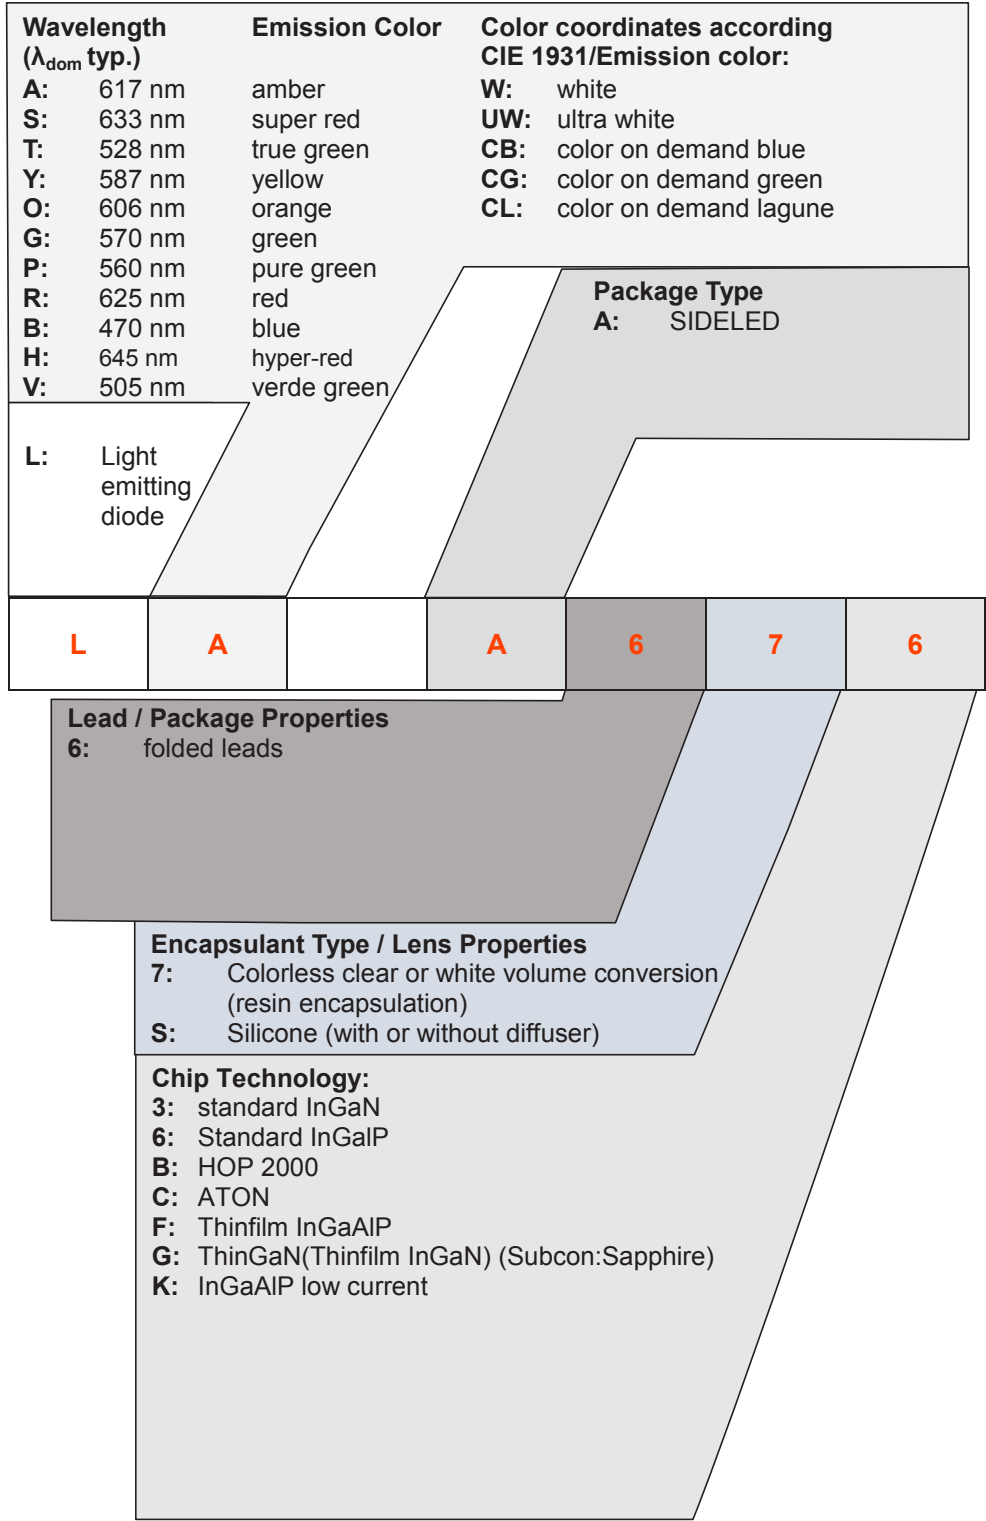 Wavelength Emission Color Color coordinates according
(λdom typ.) CIE 1931/Emission color:
A: 617 nm amber W: white
S: 633 nm super red UW: ultra white
T: 528 nm true green CB: color on demand blue
Y: 587 nm yellow CG: color on demand green
O: 606 nm orange CL: color on demand lagune
G: 570 nm green
P: 560 nm pure green
R: 625 nm red
B: 470 nm blue
H: 645 nm hyper-red
V: 505 nm verde green
Package Type
A: SIDELED
L: Light
emitting
diode
L A A 6 7 6
Lead / Package Properties
6: folded leads
Encapsulant Type / Lens Properties
7: Colorless clear or white volume conversion
(resin encapsulation)
S: Silicone (with or without diffuser)
Chip Technology:
3: standard InGaN
6: Standard InGalP
B: HOP 2000
C: ATON
F: Thinfilm InGaAlP
G: ThinGaN(Thinfilm InGaN) (Subcon:Sapphire)
K: InGaAlP low current